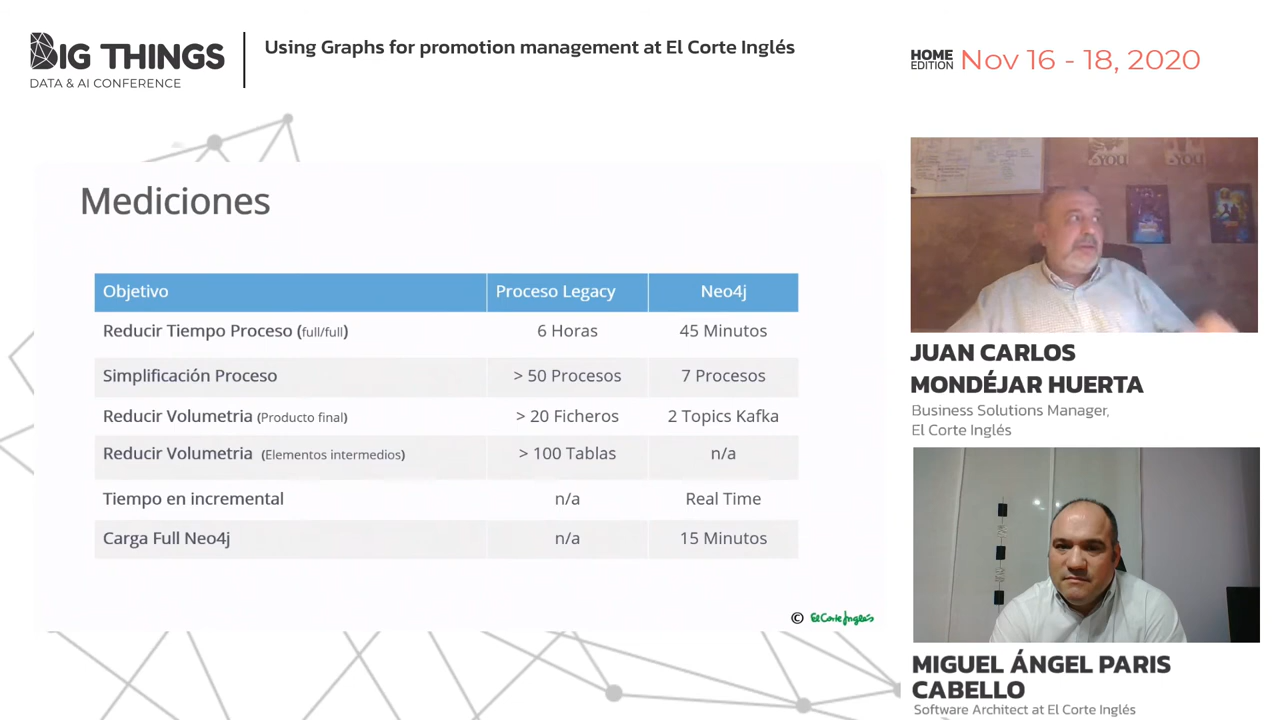 BIG THINGS
DATA & AI CONFERENCE
Using Graphs for promotion management at El Corte Inglés
HOME
EDITION
Nov 16 - 18, 2020
Mediciones
Objetivo Proceso Legacy Neo4j
Reducir Tiempo Proceso (full/full) 6 Horas 45 Minutos
Simplificación Proceso > 50 Procesos 7 Procesos
Reducir Volumetria (Producto final) > 20 Ficheros 2 Topics Kafka
Reducir Volumetria (Elementos intermedios) > 100 Tablas n/a
Tiempo en incremental n/a Real Time
Carga Full Neo4j n/a 15 Minutos
© El Corte Inglés
YOU
YOU
JUAN CARLOS
MONDÉJAR HUERTA
Business Solutions Manager,
El Corte Inglés
MIGUEL ÁNGEL PARIS
CABELLO
Software Architect at El Corte Inglés